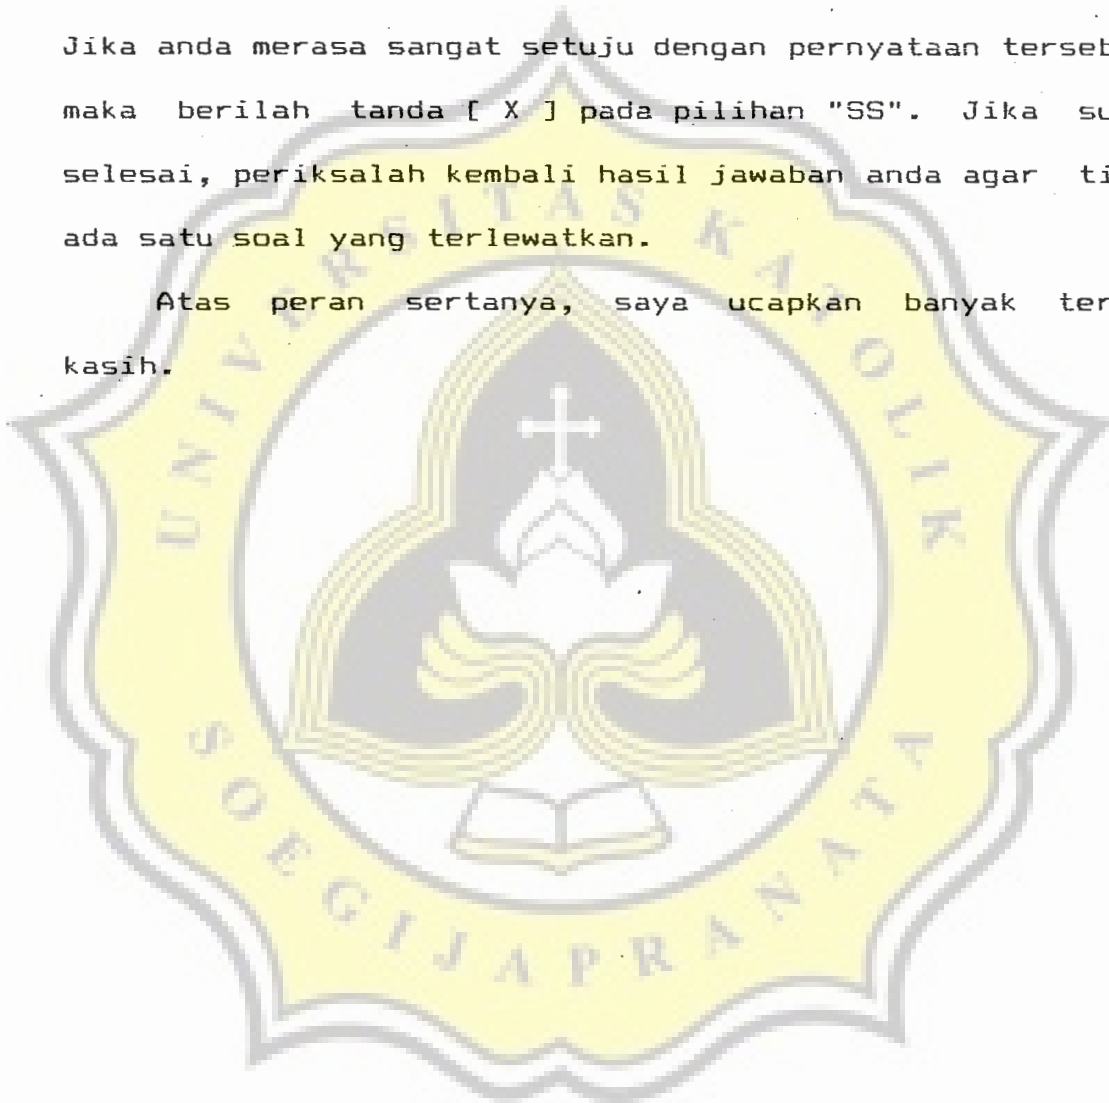 Jika anda merasa sangat setuju dengan pernyataan terseb
maka berilah tanda [ X ] pada pilihan "SS". Jika su
selesai, periksalah kembali hasil jawaban anda agar ti
ada satu soal yang terlewatkan.
Atas peran sertanya, saya ucapkan banyak ter
kasih.
UNIVERSITAS KATOLIK
SOEGIJAPRANATA